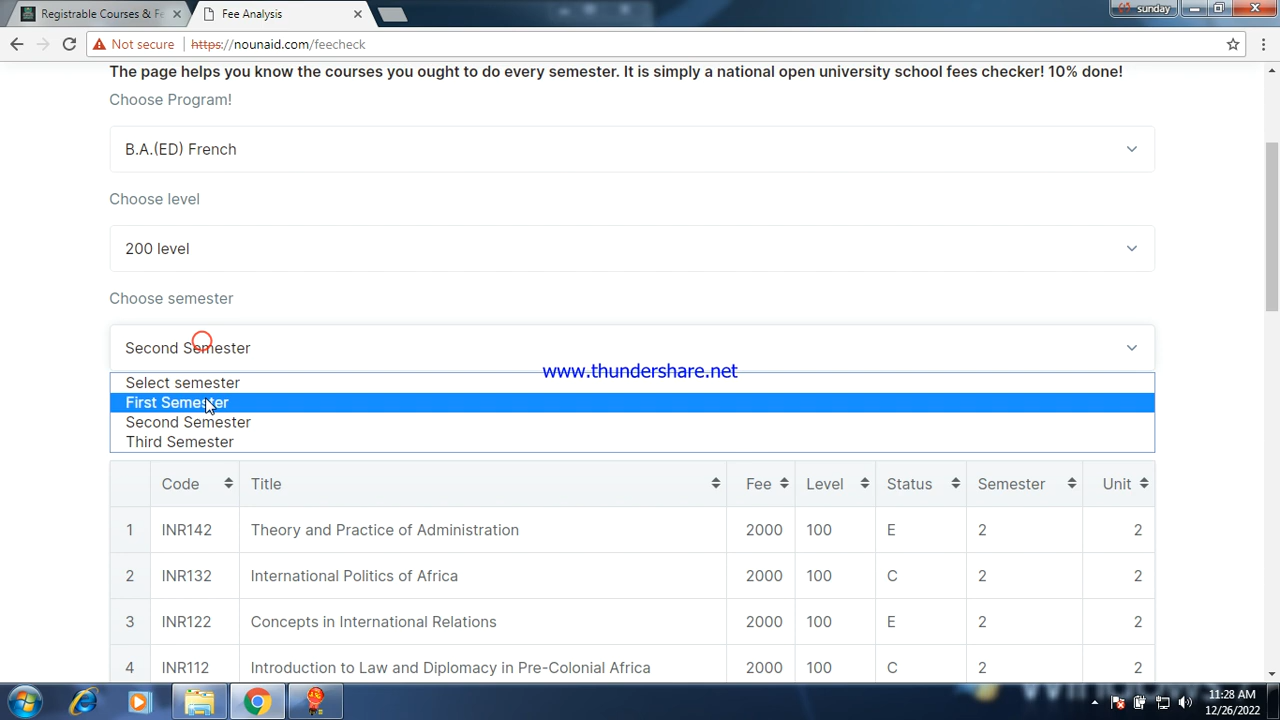 Registrable Courses & Fe
Fee Analysis
sunday
Not secure
https://nounaid.com/feecheck
The page helps you know the courses you ought to do every semester. It is simply a national open university school fees checker! 10% done!
Choose Program!
B.A.(ED) French
Choose level
200 level
Choose semester
Second Semester
www.thundershare.net
Select semester
First Semester
Second Semester
Third Semester
Code Title Fee Level Status Semester Unit
1 INR142 Theory and Practice of Administration 2000 100 E 2 2
2 INR132 International Politics of Africa 2000 100 C 2 2
3 INR122 Concepts in International Relations 2000 100 E 2 2
4 INR112 Introduction to Law and Diplomacy in Pre-Colonial Africa 2000 100 C 2 2
11:28 AM
12/26/2022